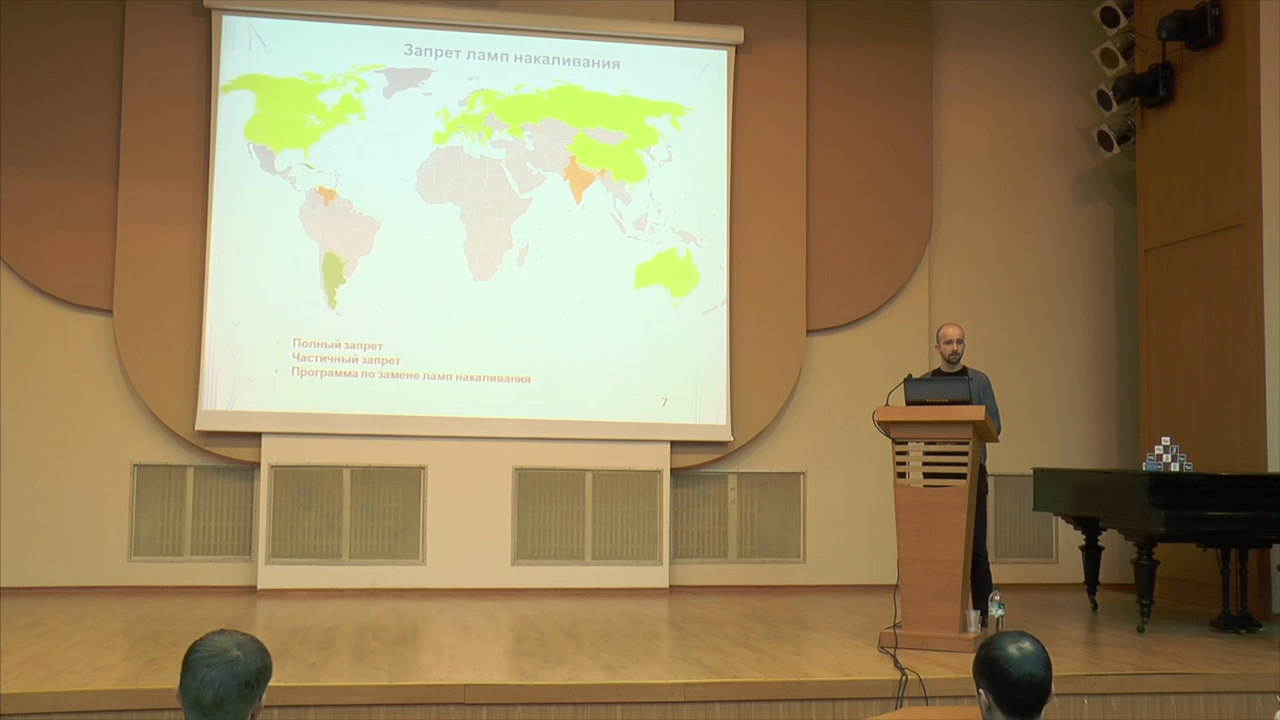 Запрет ламп накаливания
Полный запрет
Частичный запрет
Программа по замене ламп накаливания
7